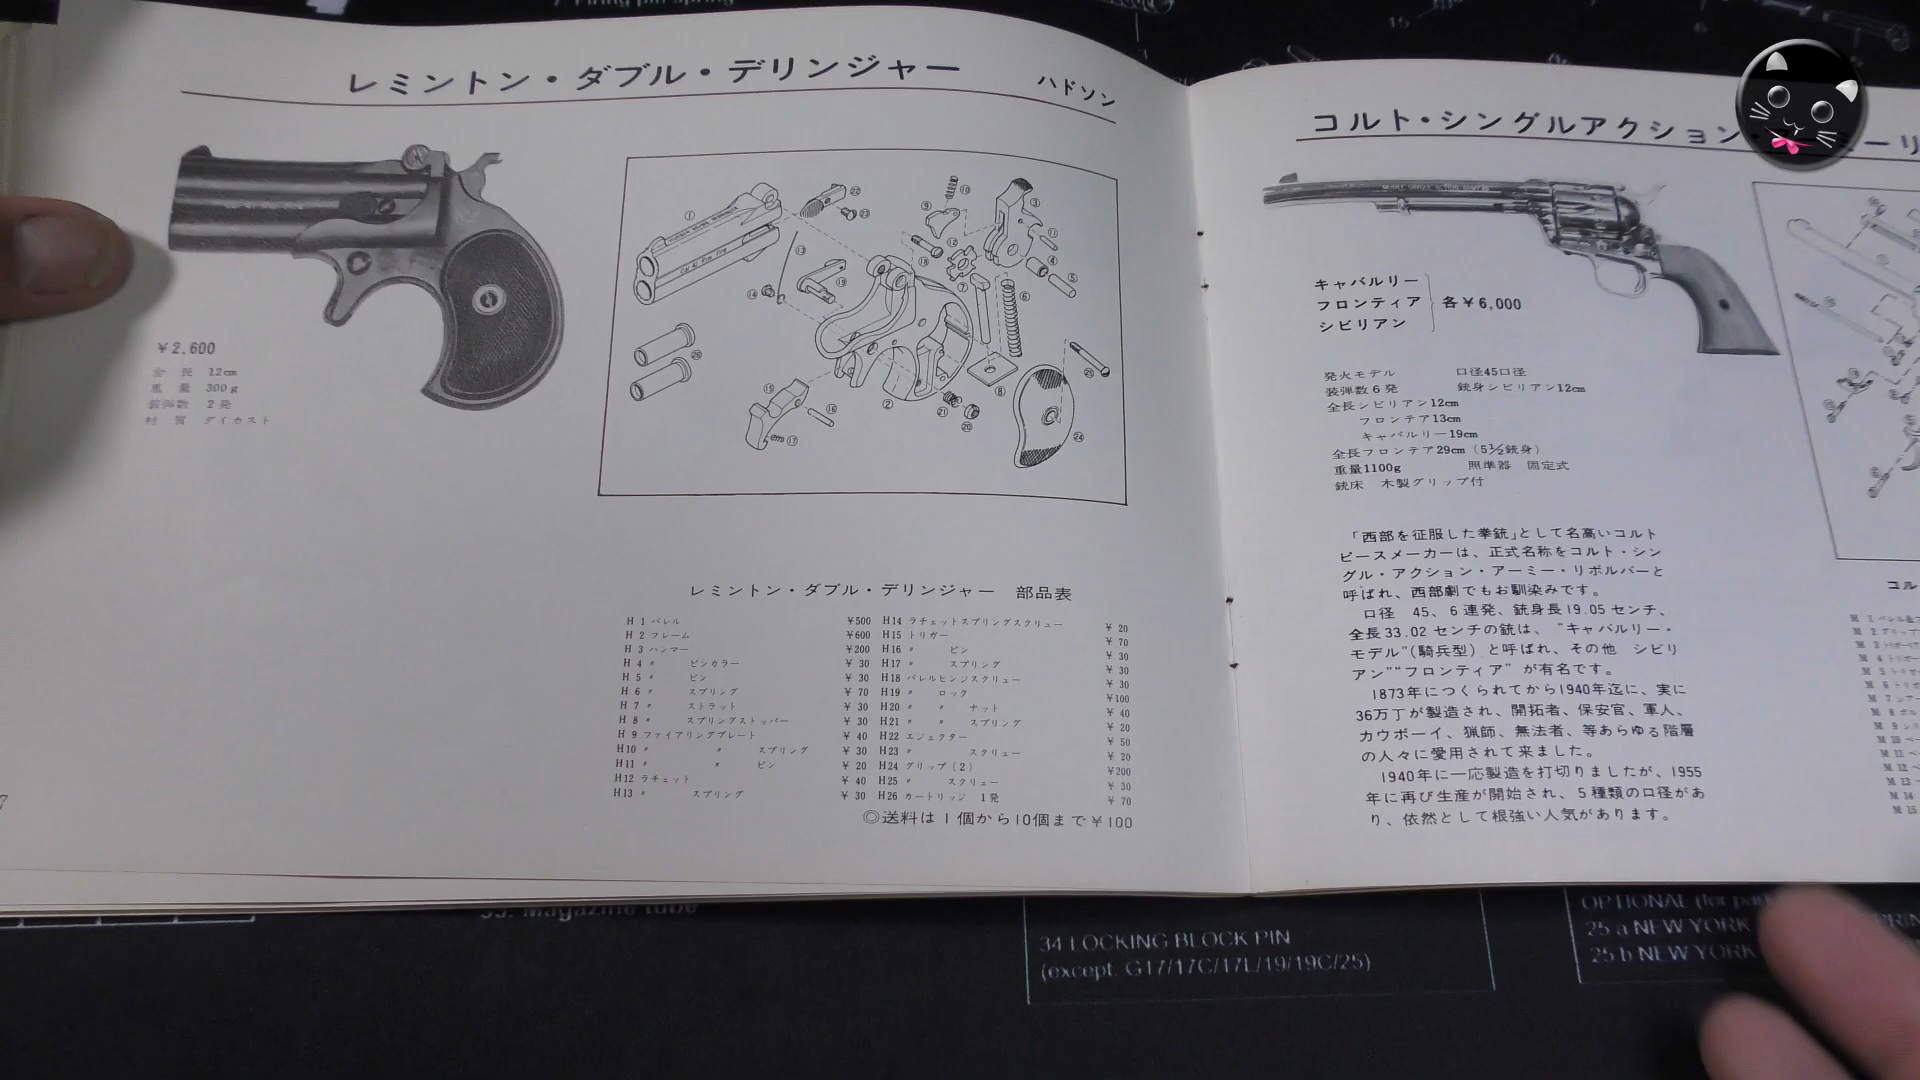 レミントン・ダブル・デリンジャー ハドソン
¥2,600
全 長 12cm
重 量 300g
装弾数 2発
材 質 ダイカスト
レミントン・ダブル・デリンジャー 部品表
H 1 バレル ¥500
H 2 フレーム ¥600
H 3 ハンマー ¥200
H 4 〃 ピンカラー ¥ 30
H 5 〃 ピン ¥ 30
H 6 〃 スプリング ¥ 70
H 7 〃 ストラット ¥ 30
H 8 〃 スプリングストッパー ¥ 30
H 9 ファイアリングプレート ¥ 40
H10 〃 〃 スプリング ¥ 30
H11 〃 〃 ピン ¥ 20
H12 ラチェット ¥ 40
H13 〃 スプリング ¥ 30
H14 ラチェットスプリングスクリュー ¥ 20
H15 トリガー ¥ 70
H16 〃 ピン ¥ 30
H17 〃 スプリング ¥ 30
H18 バレルヒンジスクリュー ¥ 30
H19 〃 ロック ¥100
H20 〃 〃 ナット ¥ 40
H21 〃 〃 スプリング ¥ 20
H22 エジェクター ¥ 50
H23 〃 スクリュー ¥ 20
H24 グリップ(2) ¥200
H25 〃 スクリュー ¥ 30
H26 カートリッジ 1発 ¥ 70
◎送料は1個から10個まで¥100
7
コルト・シングルアクション
キャバルリー
フロンティア 各¥6,000
シビリアン
発火モデル 口径45口径
装弾数6発 銃身シビリアン12cm
全長シビリアン12cm
フロンテア13cm
キャバルリー19cm
全長フロンテア29cm(5½銃身)
重量1100g 照準器 固定式
銃床 木製グリップ付
「西部を征服した拳銃」として名高いコルト
ピースメーカーは、正式名称をコルト・シン
グル・アクション・アーミー・リボルバーと
呼ばれ、西部劇でもお馴染みです。
口径 45、6連発、銃身長19.05センチ、
全長33.02センチの銃は、“キャバルリー・
モデル”(騎兵型)と呼ばれ、その他 シビリ
アン”“フロンティア”が有名です。
1873年につくられてから1940年迄に、実に
36万丁が製造され、開拓者、保安官、軍人、
カウボーイ、猟師、無法者、等あらゆる階層
の人々に愛用されて来ました。
1940年に一応製造を打切りましたが、1955
年に再び生産が開始され、5種類の口径があ
り、依然として根強い人気があります。
コル
34 LOCKING BLOCK PIN
(except. G17/17C/17L/19/19C/25)
OPTIONAL (for
25 a NEW YORK
25 b NEW YORK